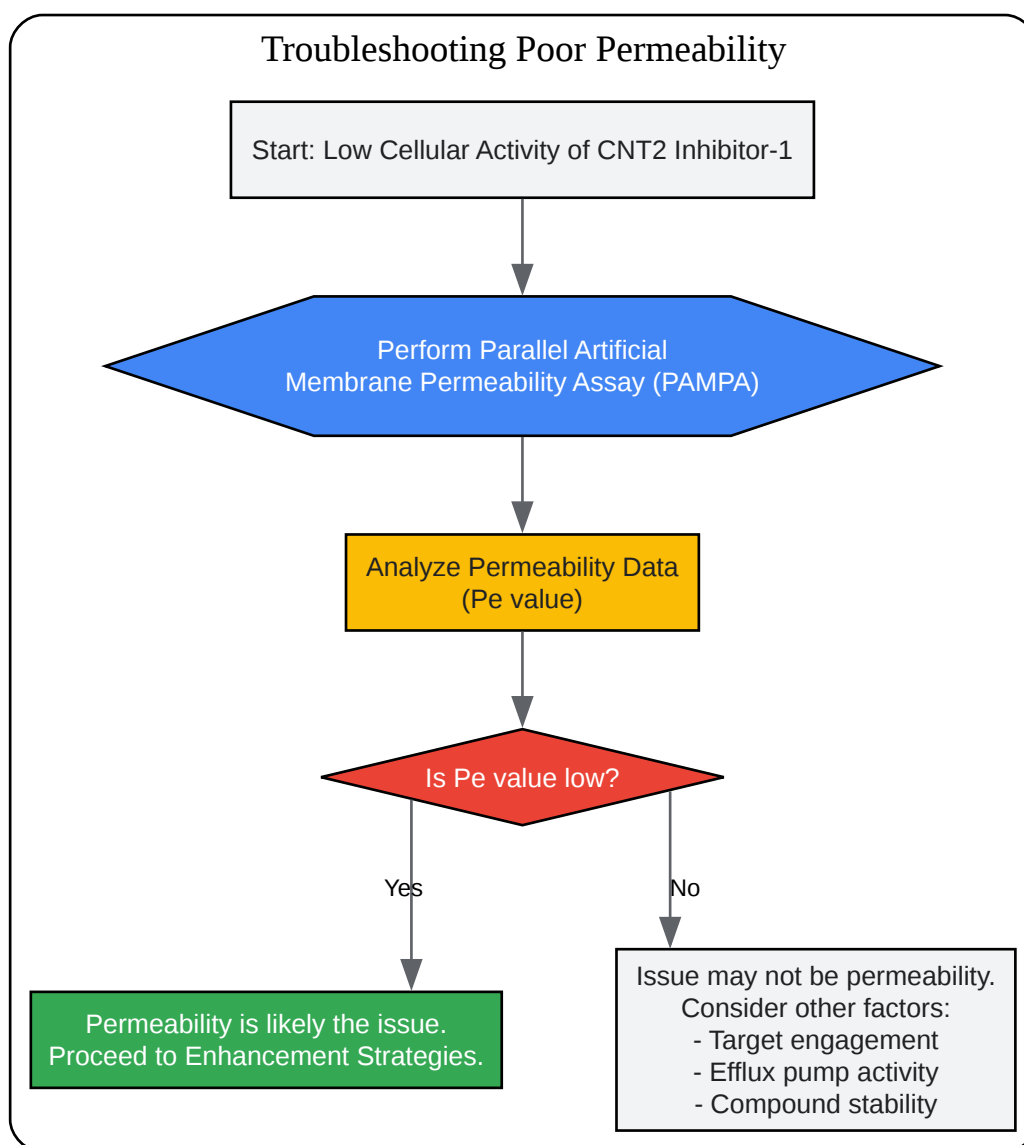 Troubleshooting Poor Permeability
Start: Low Cellular Activity of CNT2 Inhibitor-1
Perform Parallel Artificial
Membrane Permeability Assay (PAMPA)
Analyze Permeability Data
(Pe value)
Is Pe value low?
Yes
No
Permeability is likely the issue.
Proceed to Enhancement Strategies.
Issue may not be permeability.
Consider other factors:
- Target engagement
- Efflux pump activity
- Compound stability